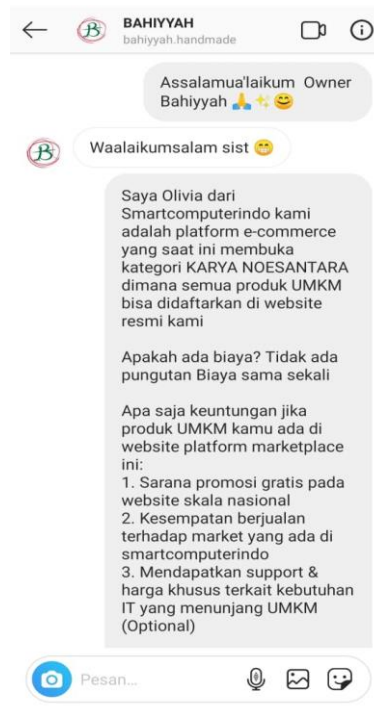 BAHIYYAH
bahiyyah.handmade
Assalamua'laikum Owner
Bahiyyah 🙏✨😊
Waalaikumsalam sist 😁
Saya Olivia dari
Smartcomputerindo kami
adalah platform e-commerce
yang saat ini membuka
kategori KARYA NOESANTARA
dimana semua produk UMKM
bisa didaftarkan di website
resmi kami
Apakah ada biaya? Tidak ada
pungutan Biaya sama sekali
Apa saja keuntungan jika
produk UMKM kamu ada di
website platform marketplace
ini:
1. Sarana promosi gratis pada
website skala nasional
2. Kesempatan berjualan
terhadap market yang ada di
smartcomputerindo
3. Mendapatkan support &
harga khusus terkait kebutuhan
IT yang menunjang UMKM
(Optional)
Pesan...